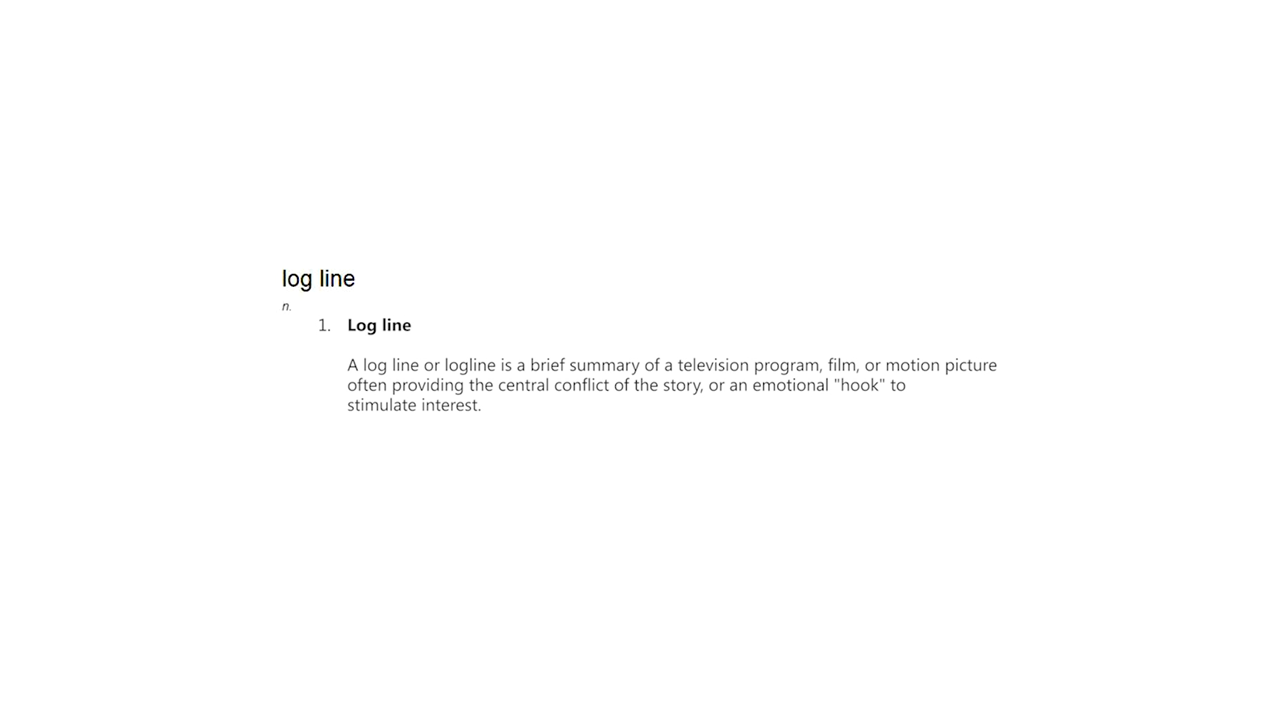 log line
n.
1. Log line
A log line or logline is a brief summary of a television program, film, or motion picture
often providing the central conflict of the story, or an emotional "hook" to
stimulate interest.